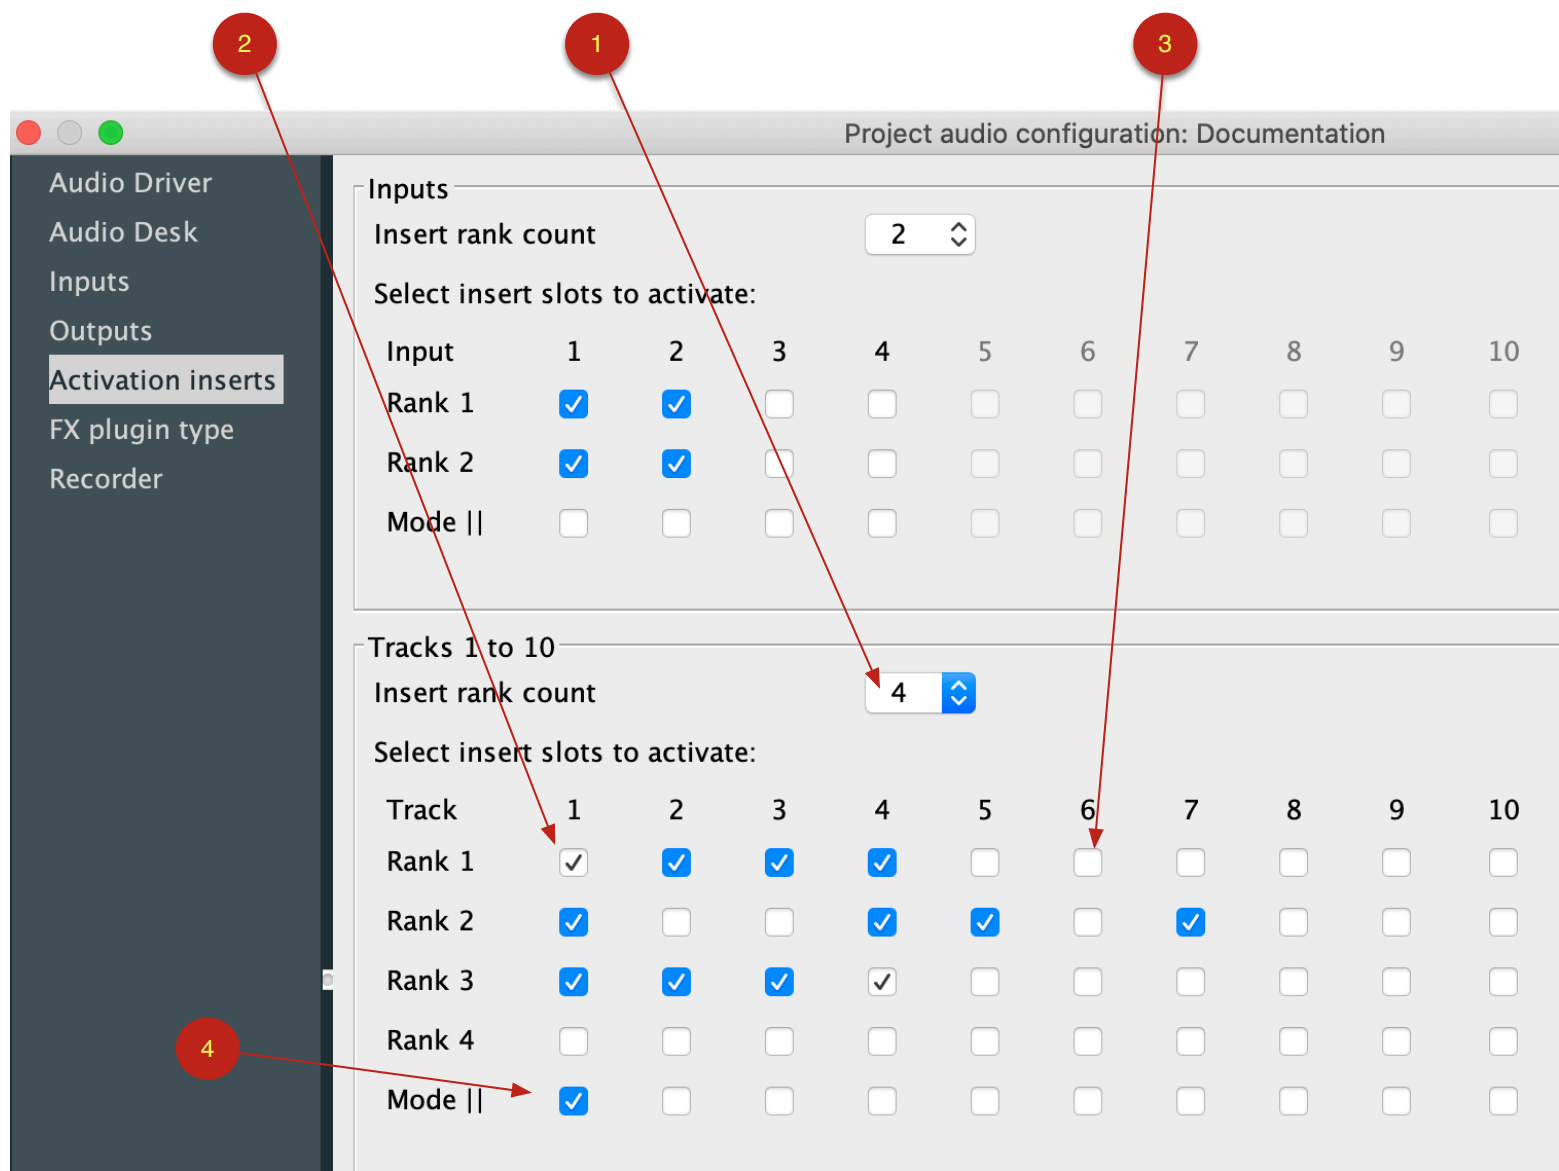 2 1 3
Project audio configuration: Documentation
Audio Driver
Audio Desk
Inputs
Outputs
Activation inserts
FX plugin type
Recorder
Inputs
Insert rank count 2
Select insert slots to activate:
Input 1 2 3 4 5 6 7 8 9 10
Rank 1
Rank 2
Mode ||
Tracks 1 to 10
Insert rank count 4
Select insert slots to activate:
Track 1 2 3 4 5 6 7 8 9 10
Rank 1
Rank 2
Rank 3
Rank 4
4
Mode ||